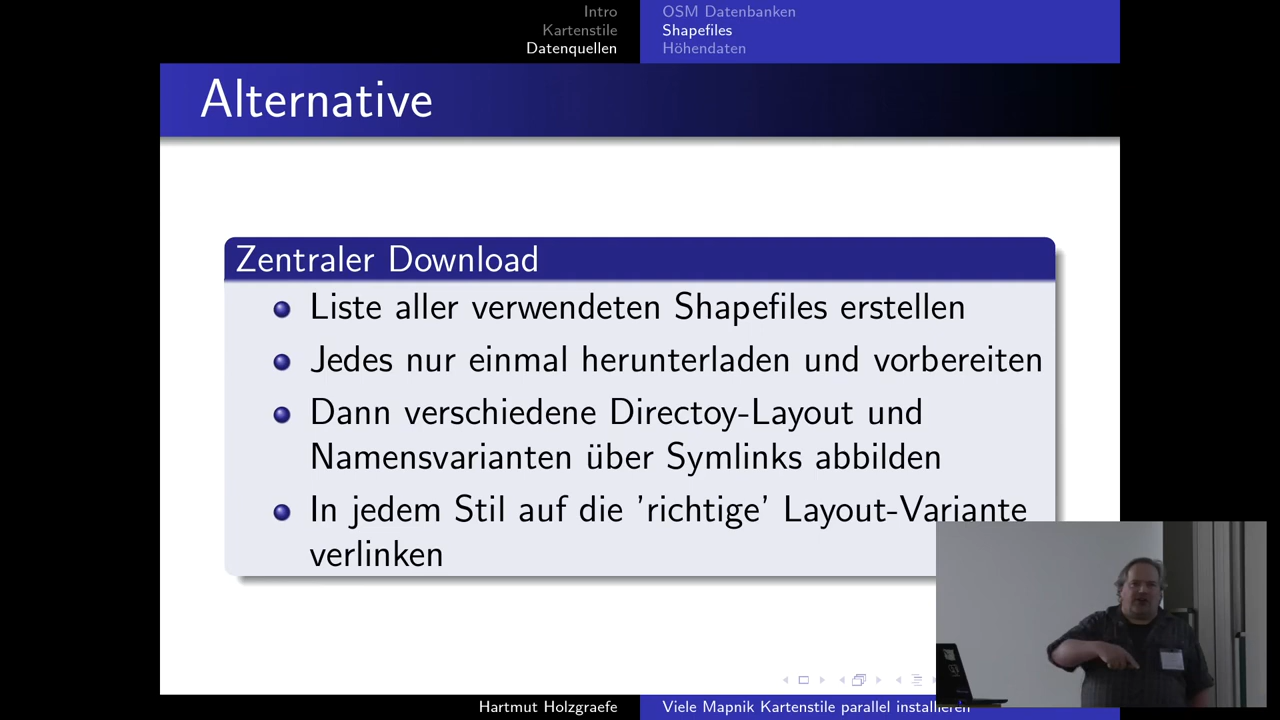 Intro
Kartenstile
Datenquellen
OSM Datenbanken
Shapefiles
Höhendaten
Alternative
Zentraler Download
Liste aller verwendeten Shapefiles erstellen
Jedes nur einmal herunterladen und vorbereiten
Dann verschiedene Directoy-Layout und
Namensvarianten über Symlinks abbilden
In jedem Stil auf die 'richtige' Layout-Variante
verlinken
Hartmut Holzgraefe
Viele Mapnik Kartenstile parallel installieren